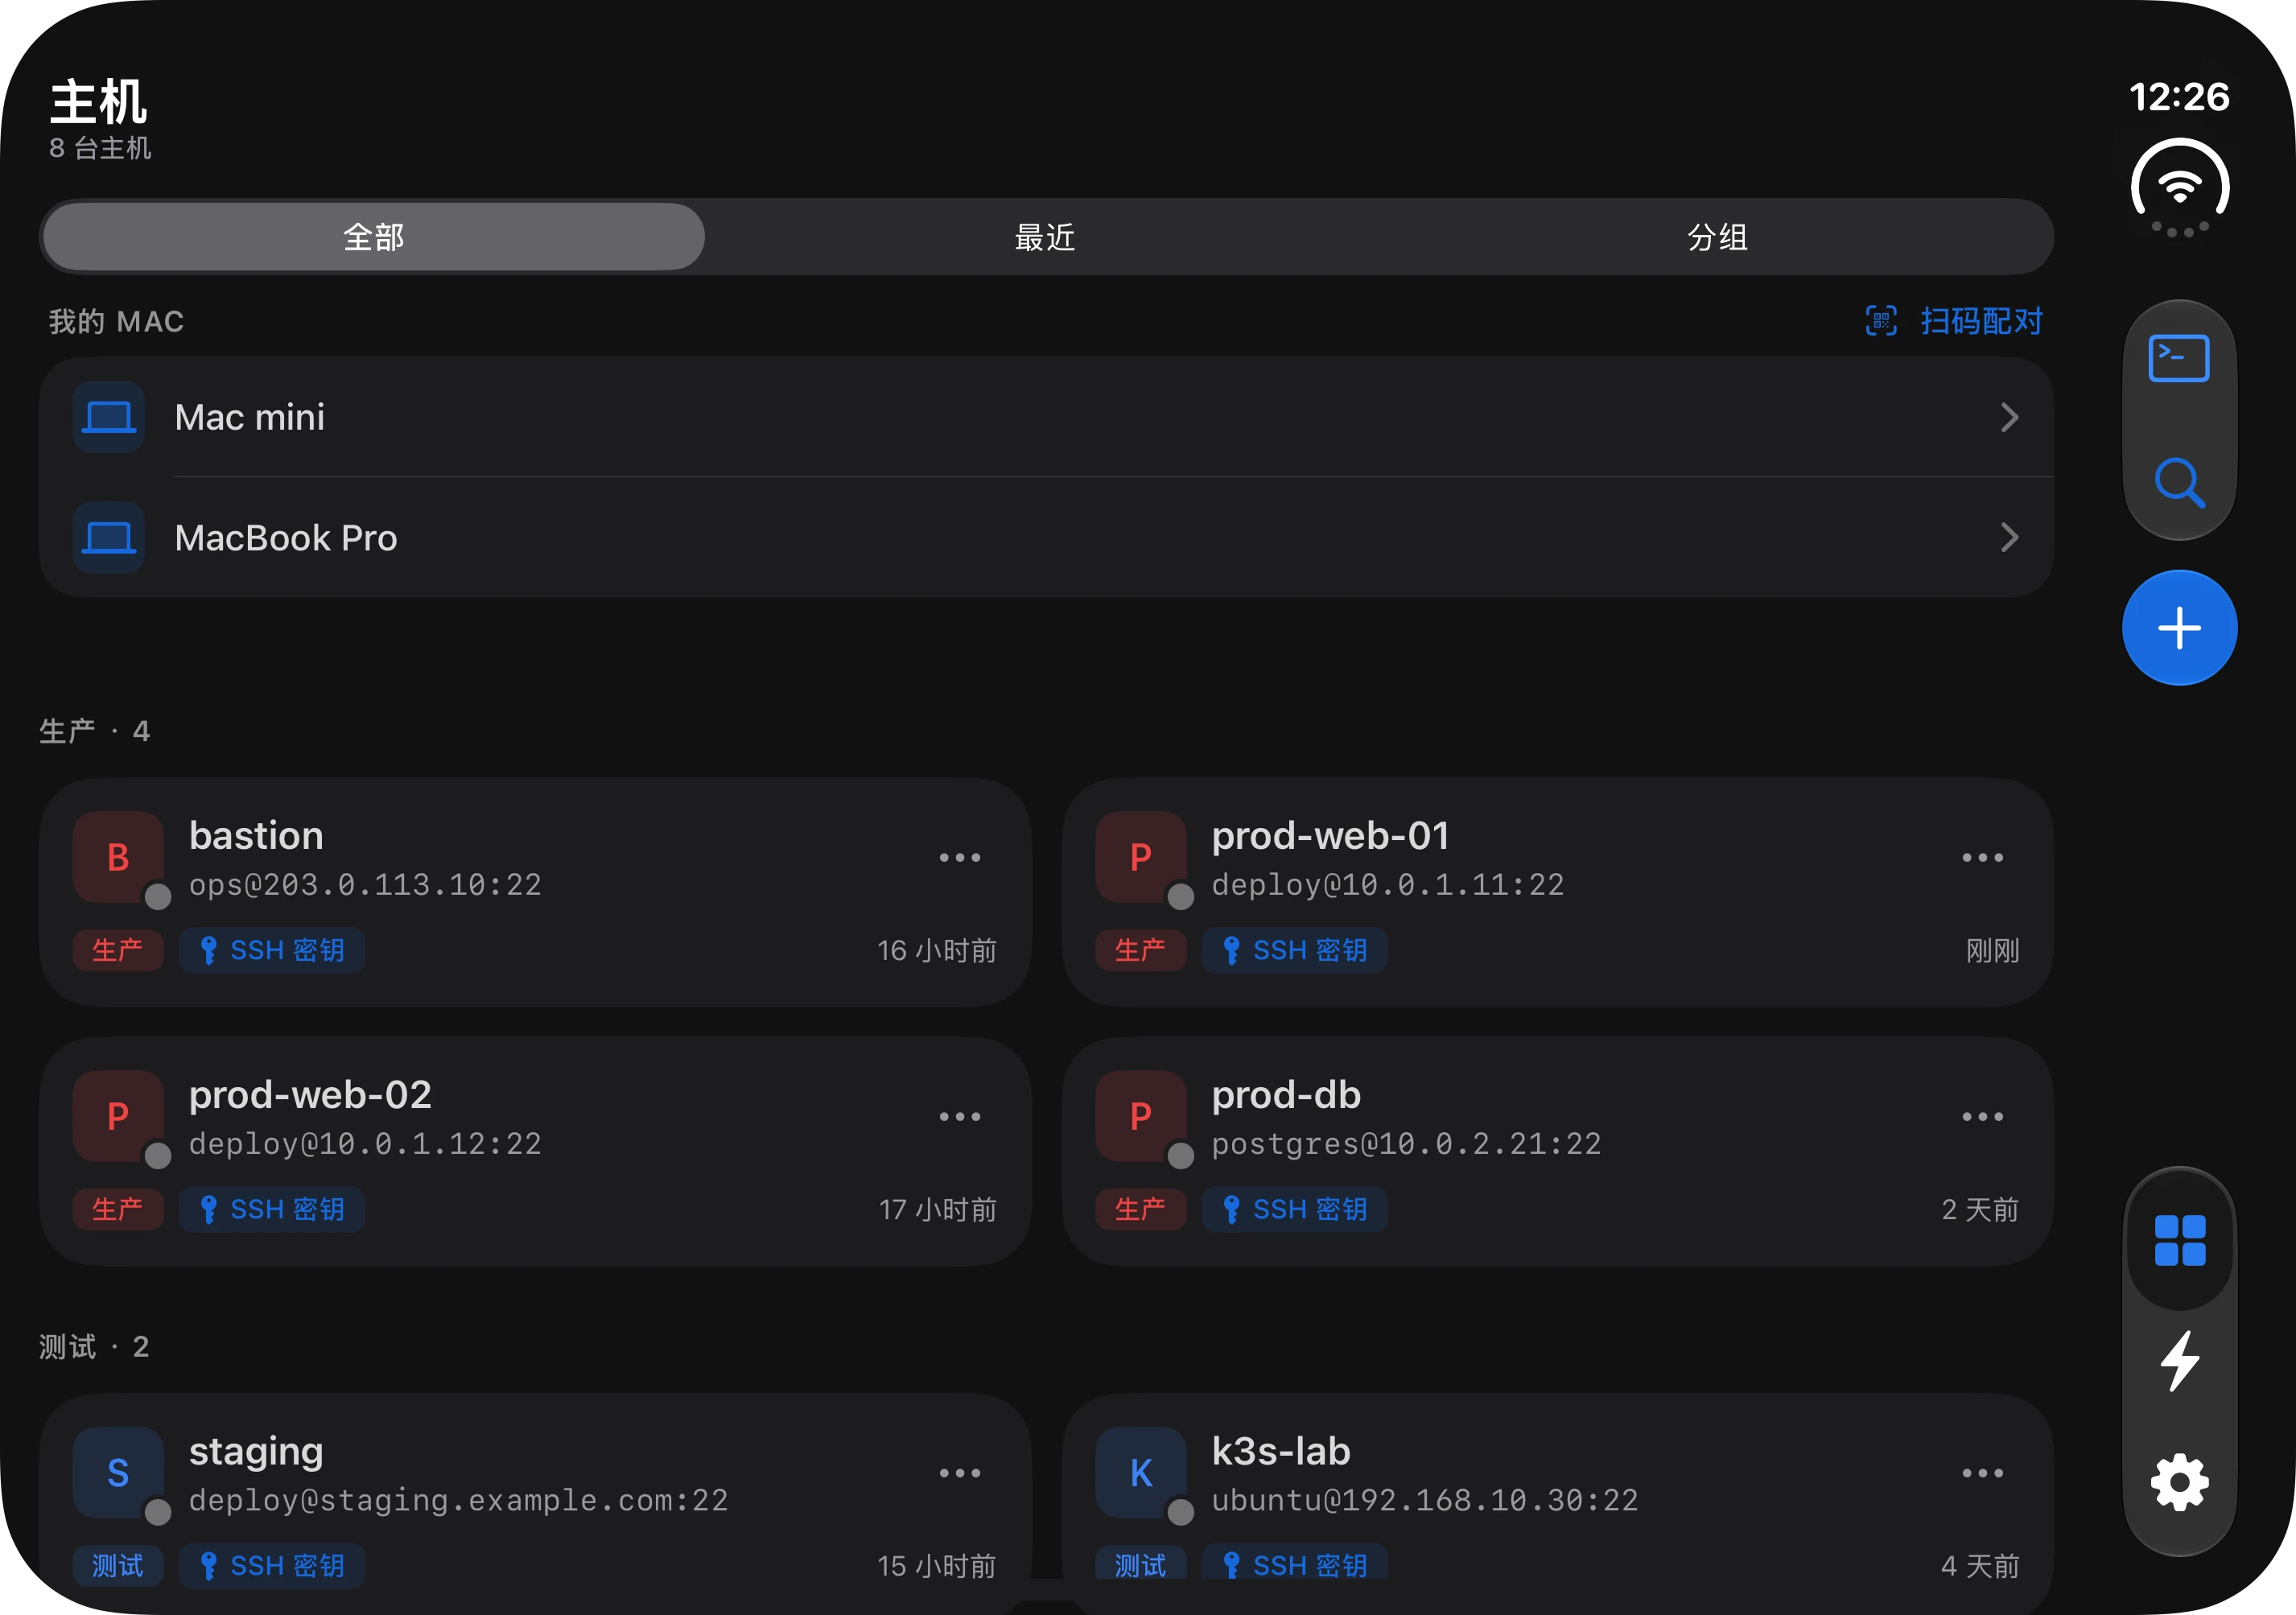 主机
8 台主机
12:26
全部
最近
分组
我的 MAC
扫码配对
Mac mini
MacBook Pro
生产 · 4
B
bastion
ops@203.0.113.10:22
生产
SSH 密钥
16 小时前
P
prod-web-01
deploy@10.0.1.11:22
生产
SSH 密钥
刚刚
P
prod-web-02
deploy@10.0.1.12:22
生产
SSH 密钥
17 小时前
P
prod-db
postgres@10.0.2.21:22
生产
SSH 密钥
2 天前
测试 · 2
S
staging
deploy@staging.example.com:22
测试
SSH 密钥
15 小时前
K
k3s-lab
ubuntu@192.168.10.30:22
测试
SSH 密钥
4 天前